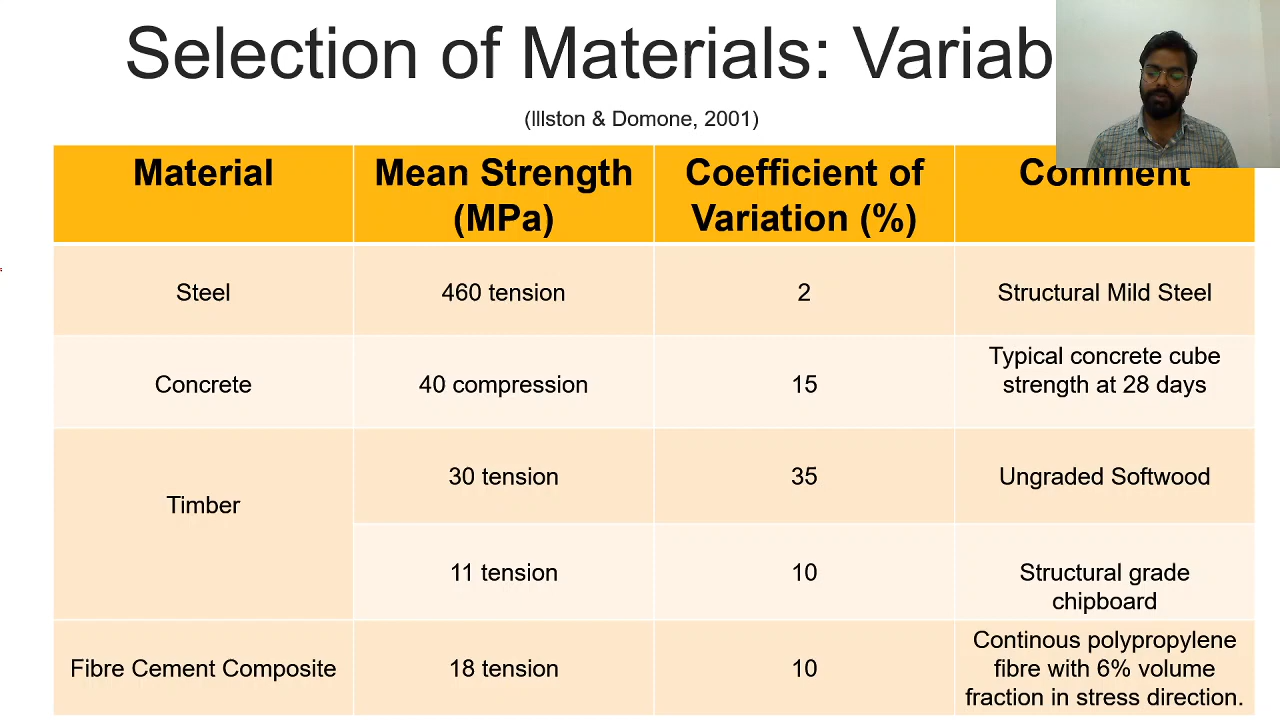 Selection of Materials: Variab
(Illston & Domone, 2001)
Material
Mean Strength
(MPa)
Coefficient of
Variation (%)
Comment
Steel
460 tension
2
Structural Mild Steel
Concrete
40 compression
15
Typical concrete cube
strength at 28 days
Timber
30 tension
35
Ungraded Softwood
11 tension
10
Structural grade
chipboard
Fibre Cement Composite
18 tension
10
Continous polypropylene
fibre with 6% volume
fraction in stress direction.